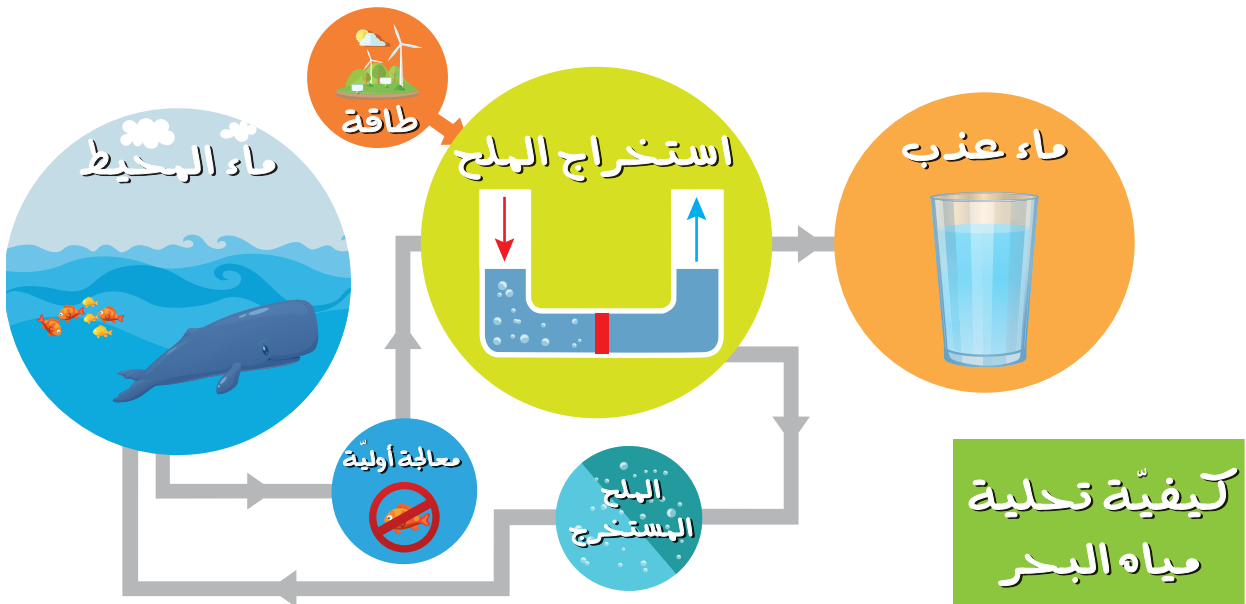 طاقة
ماء المحيط
استخراج الملح
ماء عذب
معالجة أوليّة
الملح
المستخرج
كيفيّة تحلية
مياه البحر